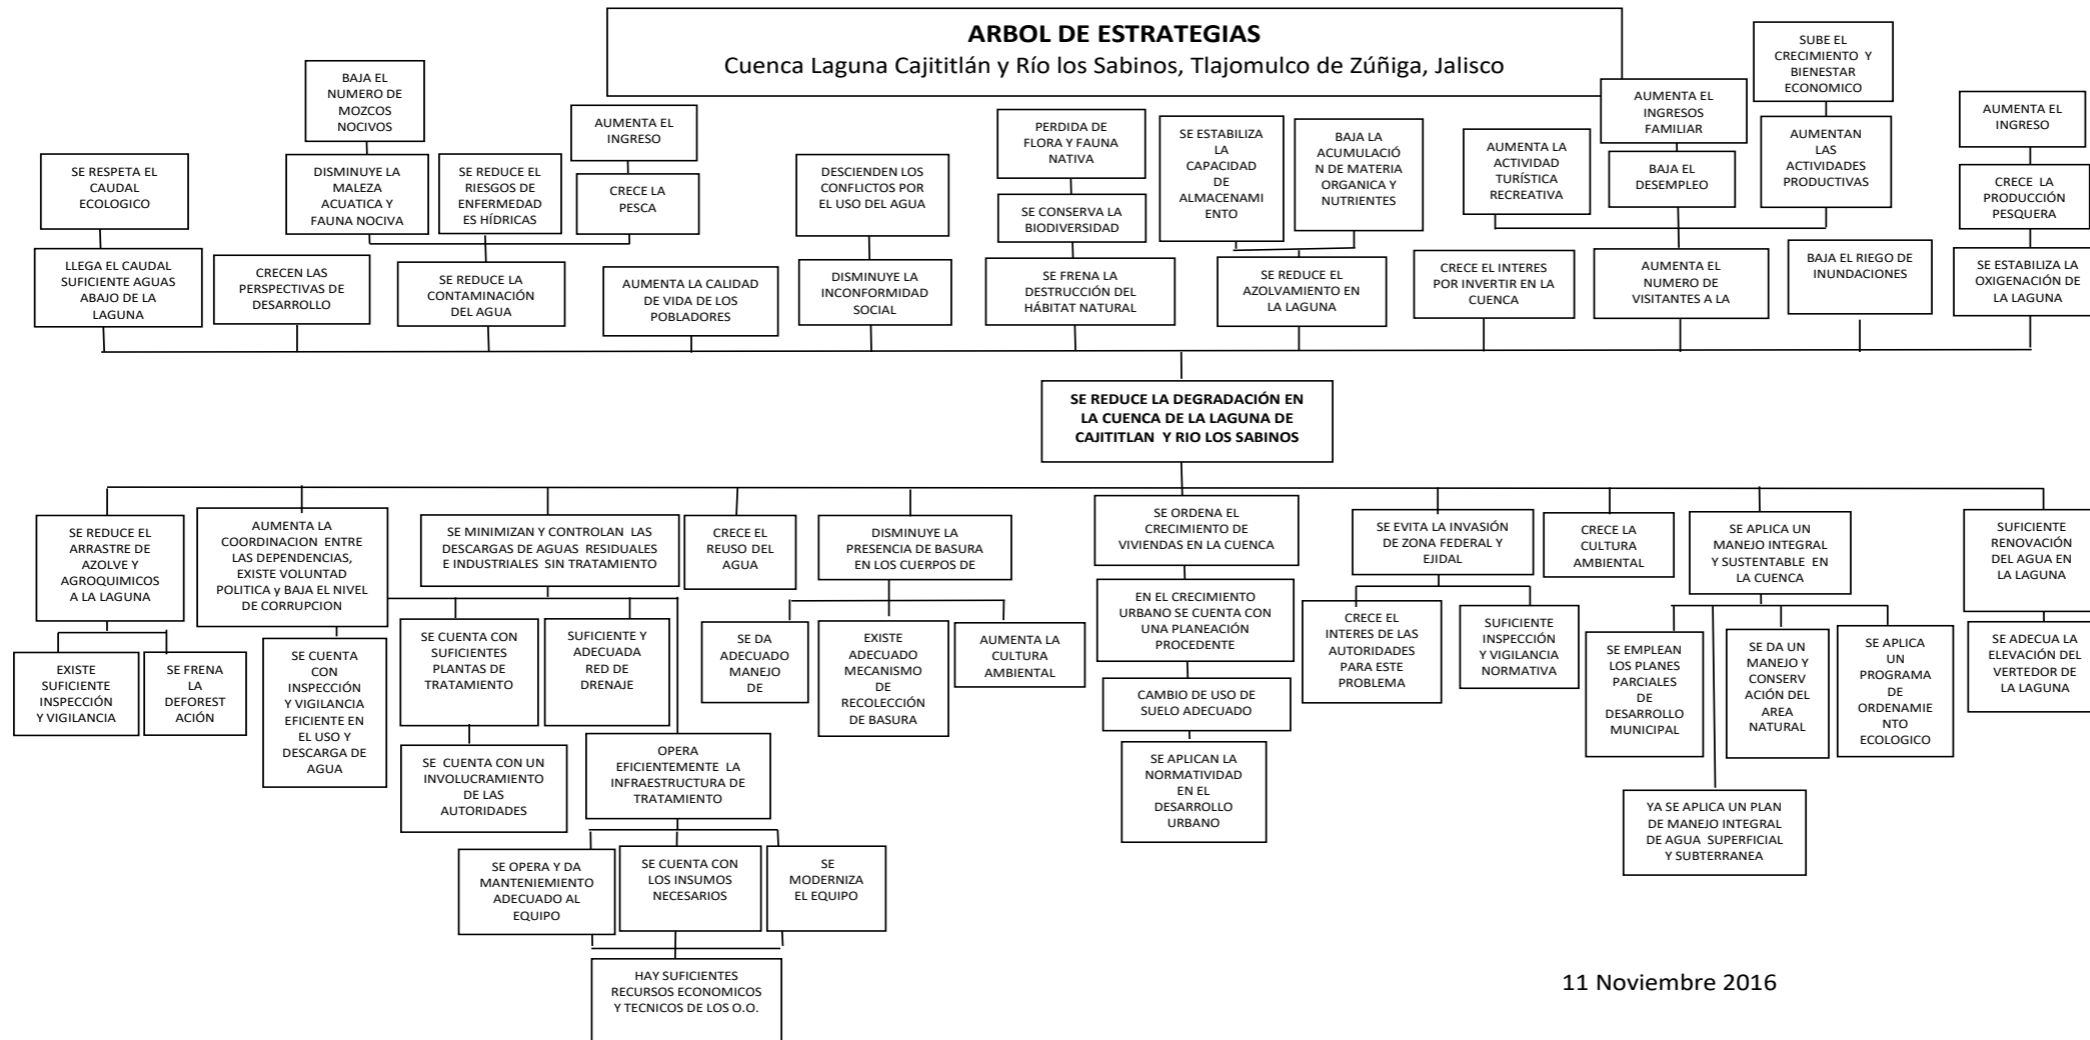 ARBOL DE ESTRATEGIAS
Cuenca Laguna Cajititlán y Río los Sabinos, Tlajomulco de Zúñiga, Jalisco
BAJA EL
NUMERO DE
MOZCOS
NOCIVOS
AUMENTA EL
INGRESO
PERDIDA DE
FLORA Y FAUNA
NATIVA
SE ESTABILIZA
LA
CAPACIDAD
DE
ALMACENAMI
ENTO
BAJA LA
ACUMULACIÓ
N DE MATERIA
ORGANICA Y
NUTRIENTES
AUMENTA LA
ACTIVIDAD
TURÍSTICA
RECREATIVA
AUMENTA EL
INGRESOS
FAMILIAR
SUBE EL
CRECIMIENTO Y
BIENESTAR
ECONOMICO
AUMENTA EL
INGRESO
SE RESPETA EL
CAUDAL
ECOLOGICO
DISMINUYE LA
MALEZA
ACUATICA Y
FAUNA NOCIVA
SE REDUCE EL
RIESGOS DE
ENFERMEDAD
ES HÍDRICAS
CRECE LA
PESCA
DESCIENDEN LOS
CONFLICTOS POR
EL USO DEL AGUA
SE CONSERVA LA
BIODIVERSIDAD
BAJA EL
DESEMPLEO
AUMENTAN
LAS
ACTIVIDADES
PRODUCTIVAS
CRECE LA
PRODUCCIÓN
PESQUERA
LLEGA EL CAUDAL
SUFICIENTE AGUAS
ABAJO DE LA
LAGUNA
CRECEN LAS
PERSPECTIVAS DE
DESARROLLO
SE REDUCE LA
CONTAMINACIÓN
DEL AGUA
AUMENTA LA CALIDAD
DE VIDA DE LOS
POBLADORES
DISMINUYE LA
INCONFORMIDAD
SOCIAL
SE FRENA LA
DESTRUCCIÓN DEL
HÁBITAT NATURAL
SE REDUCE EL
AZOLVAMIENTO EN
LA LAGUNA
CRECE EL INTERES
POR INVERTIR EN LA
CUENCA
AUMENTA EL
NUMERO DE
VISITANTES A LA
BAJA EL RIEGO DE
INUNDACIONES
SE ESTABILIZA LA
OXIGENACIÓN DE
LA LAGUNA
SE REDUCE LA DEGRADACIÓN EN
LA CUENCA DE LA LAGUNA DE
CAJITITLAN Y RIO LOS SABINOS
SE REDUCE EL
ARRASTRE DE
AZOLVE Y
AGROQUIMICOS
A LA LAGUNA
AUMENTA LA
COORDINACION ENTRE
LAS DEPENDENCIAS,
EXISTE VOLUNTAD
POLITICA y BAJA EL NIVEL
DE CORRUPCION
SE MINIMIZAN Y CONTROLAN LAS
DESCARGAS DE AGUAS RESIDUALES
E INDUSTRIALES SIN TRATAMIENTO
CRECE EL
REUSO DEL
AGUA
DISMINUYE LA
PRESENCIA DE BASURA
EN LOS CUERPOS DE
SE ORDENA EL
CRECIMIENTO DE
VIVIENDAS EN LA CUENCA
SE EVITA LA INVASIÓN
DE ZONA FEDERAL Y
EJIDAL
CRECE LA
CULTURA
AMBIENTAL
SE APLICA UN
MANEJO INTEGRAL
Y SUSTENTABLE EN
LA CUENCA
SUFICIENTE
RENOVACIÓN
DEL AGUA EN
LA LAGUNA
EXISTE
SUFICIENTE
INSPECCIÓN
Y VIGILANCIA
SE FRENA
LA
DEFOREST
ACIÓN
SE CUENTA
CON
INSPECCIÓN
Y VIGILANCIA
EFICIENTE EN
EL USO Y
DESCARGA DE
AGUA
SE CUENTA CON
SUFICIENTES
PLANTAS DE
TRATAMIENTO
SUFICIENTE Y
ADECUADA
RED DE
DRENAJE
SE DA
ADECUADO
MANEJO
DE
EXISTE
ADECUADO
MECANISMO
DE
RECOLECCIÓN
DE BASURA
AUMENTA LA
CULTURA
AMBIENTAL
EN EL CRECIMIENTO
URBANO SE CUENTA CON
UNA PLANEACIÓN
PROCEDENTE
CRECE EL
INTERES DE LAS
AUTORIDADES
PARA ESTE
PROBLEMA
SUFICIENTE
INSPECCIÓN
Y VIGILANCIA
NORMATIVA
SE EMPLEAN
LOS PLANES
PARCIALES
DE
DESARROLLO
MUNICIPAL
SE DA UN
MANEJO Y
CONSERV
ACIÓN DEL
AREA
NATURAL
SE APLICA
UN
PROGRAMA
DE
ORDENAMIE
NTO
ECOLOGICO
SE ADECUA LA
ELEVACIÓN DEL
VERTEDOR DE
LA LAGUNA
SE CUENTA CON UN
INVOLUCRAMIENTO
DE LAS
AUTORIDADES
OPERA
EFICIENTEMENTE LA
INFRAESTRUCTURA DE
TRATAMIENTO
CAMBIO DE USO DE
SUELO ADECUADO
SE APLICAN LA
NORMATIVIDAD
EN EL
DESARROLLO
URBANO
YA SE APLICA UN PLAN
DE MANEJO INTEGRAL
DE AGUA SUPERFICIAL
Y SUBTERRANEA
SE OPERA Y DA
MANTENIEMIENTO
ADECUADO AL
EQUIPO
SE CUENTA CON
LOS INSUMOS
NECESARIOS
SE
MODERNIZA
EL EQUIPO
HAY SUFICIENTES
RECURSOS ECONOMICOS
Y TECNICOS DE LOS O.O.
11 Noviembre 2016